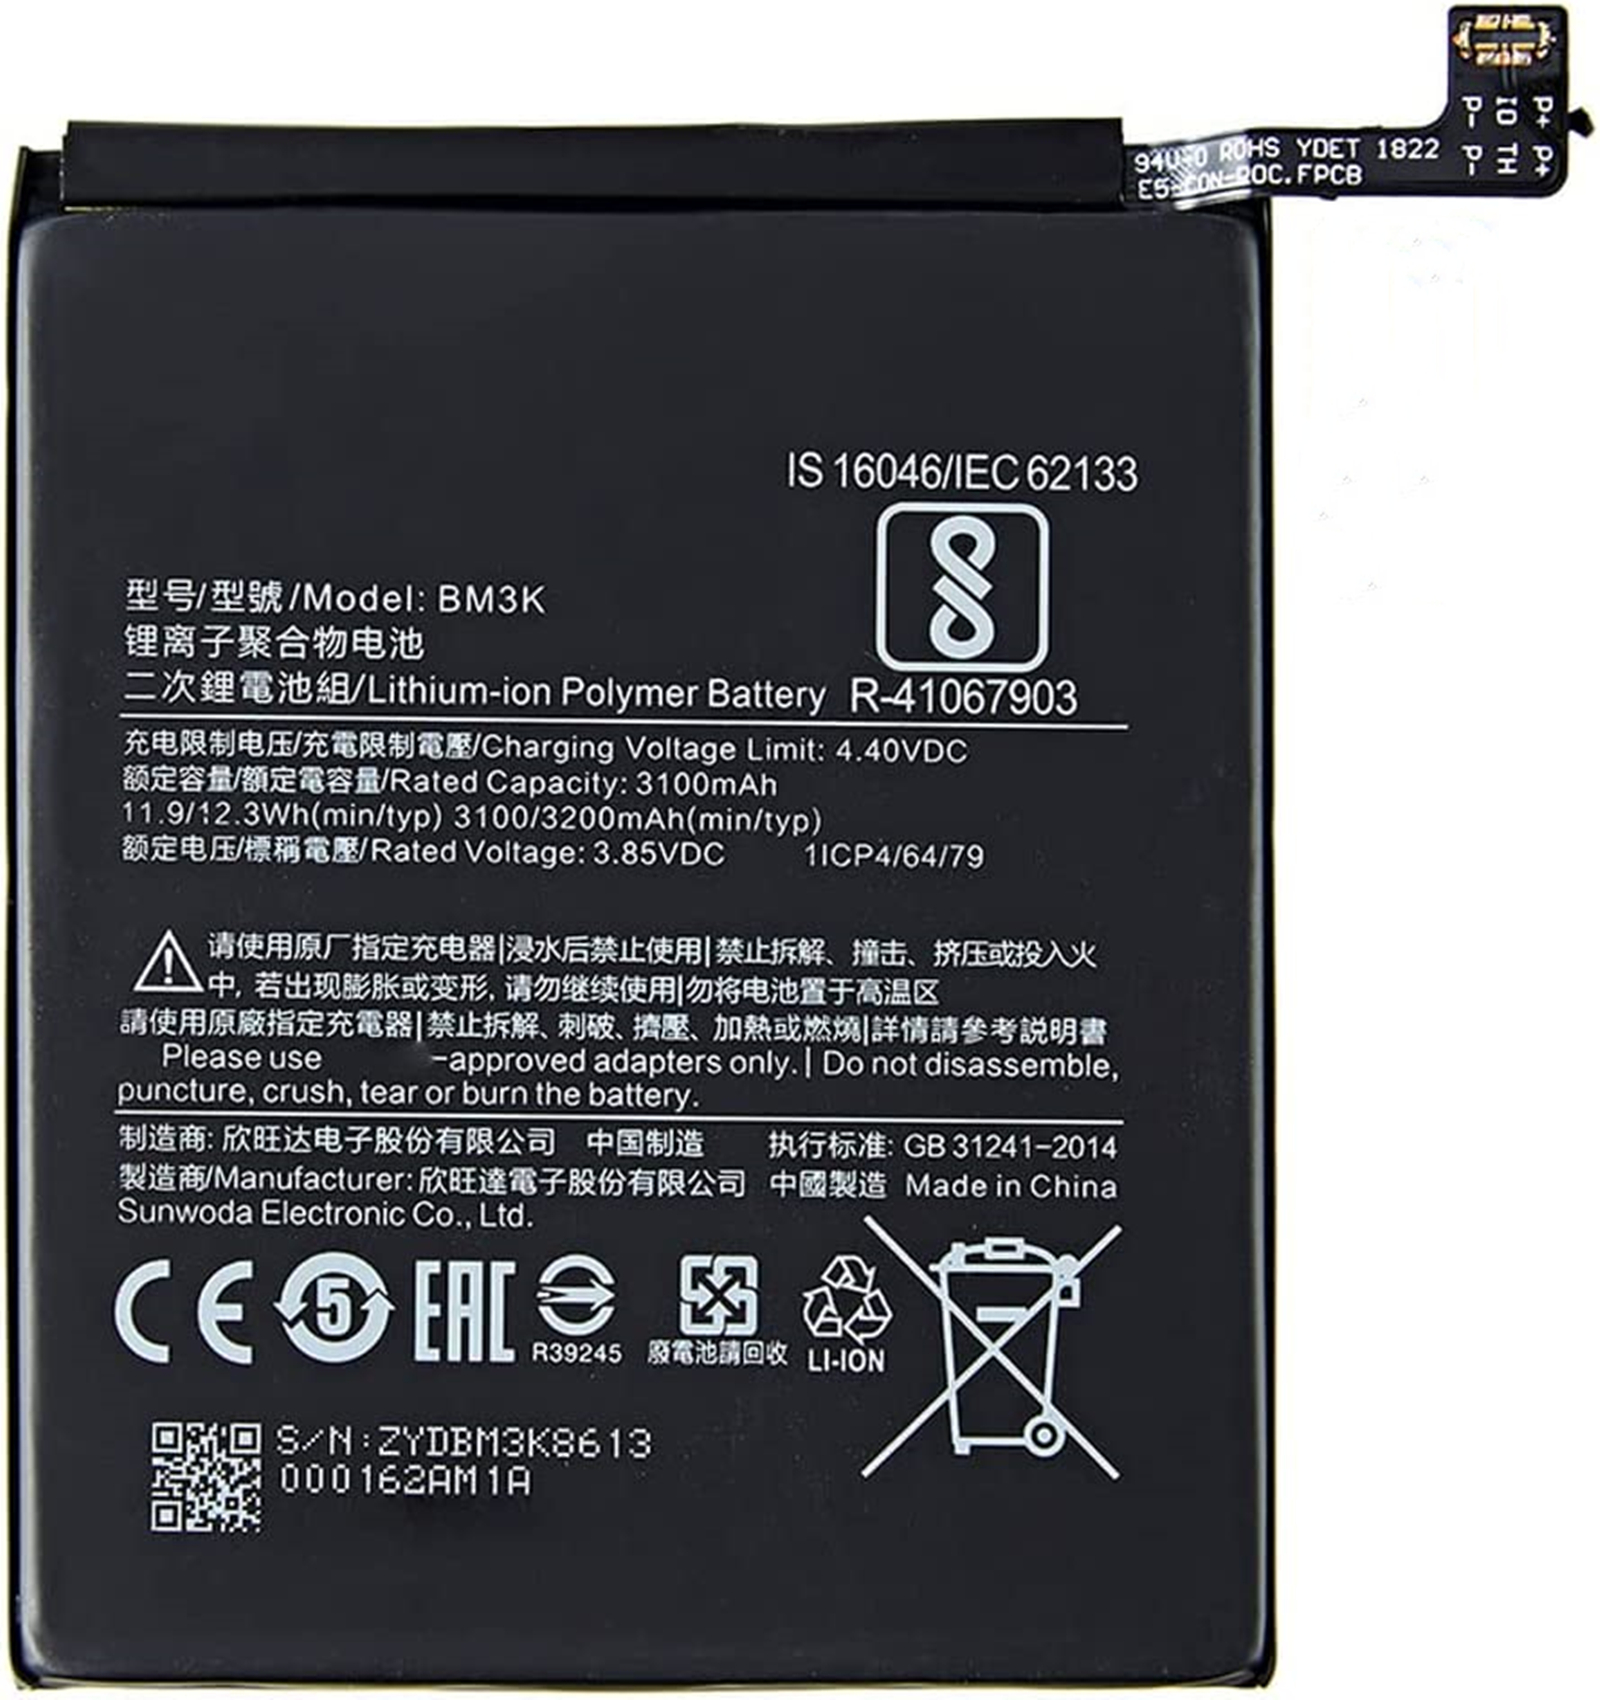 94V-0 ROHS YDET 1822
E5-CON-ROC.FPCB
P- ID P+
P- TH P+
IS 16046/IEC 62133
型号/型號/Model: BM3K
锂离子聚合物电池
二次鋰電池組/Lithium-ion Polymer Battery R-41067903
充电限制电压/充電限制電壓/Charging Voltage Limit: 4.40VDC
额定容量/額定電容量/Rated Capacity: 3100mAh
11.9/12.3Wh(min/typ) 3100/3200mAh(min/typ)
额定电压/標稱電壓/Rated Voltage: 3.85VDC 1ICP4/64/79
请使用原厂指定充电器|浸水后禁止使用|禁止拆解、撞击、挤压或投入火
中, 若出现膨胀或变形, 请勿继续使用|勿将电池置于高温区
請使用原廠指定充電器|禁止拆解、刺破、擠壓、加熱或燃燒|詳情請參考説明書
Please use -approved adapters only. | Do not disassemble,
puncture, crush, tear or burn the battery.
制造商: 欣旺达电子股份有限公司 中国制造 执行标准: GB 31241-2014
製造商/Manufacturer: 欣旺達電子股份有限公司 中國製造 Made in China
Sunwoda Electronic Co., Ltd.
CE 5 EAC R39245 廢電池請回收 LI-ION
S/N:ZYDBM3K8613
000162AM1A